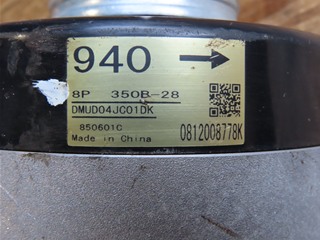 940 →
8P 350B-28
DMUD04JC01DK
850601C
Made in China
0812008778K